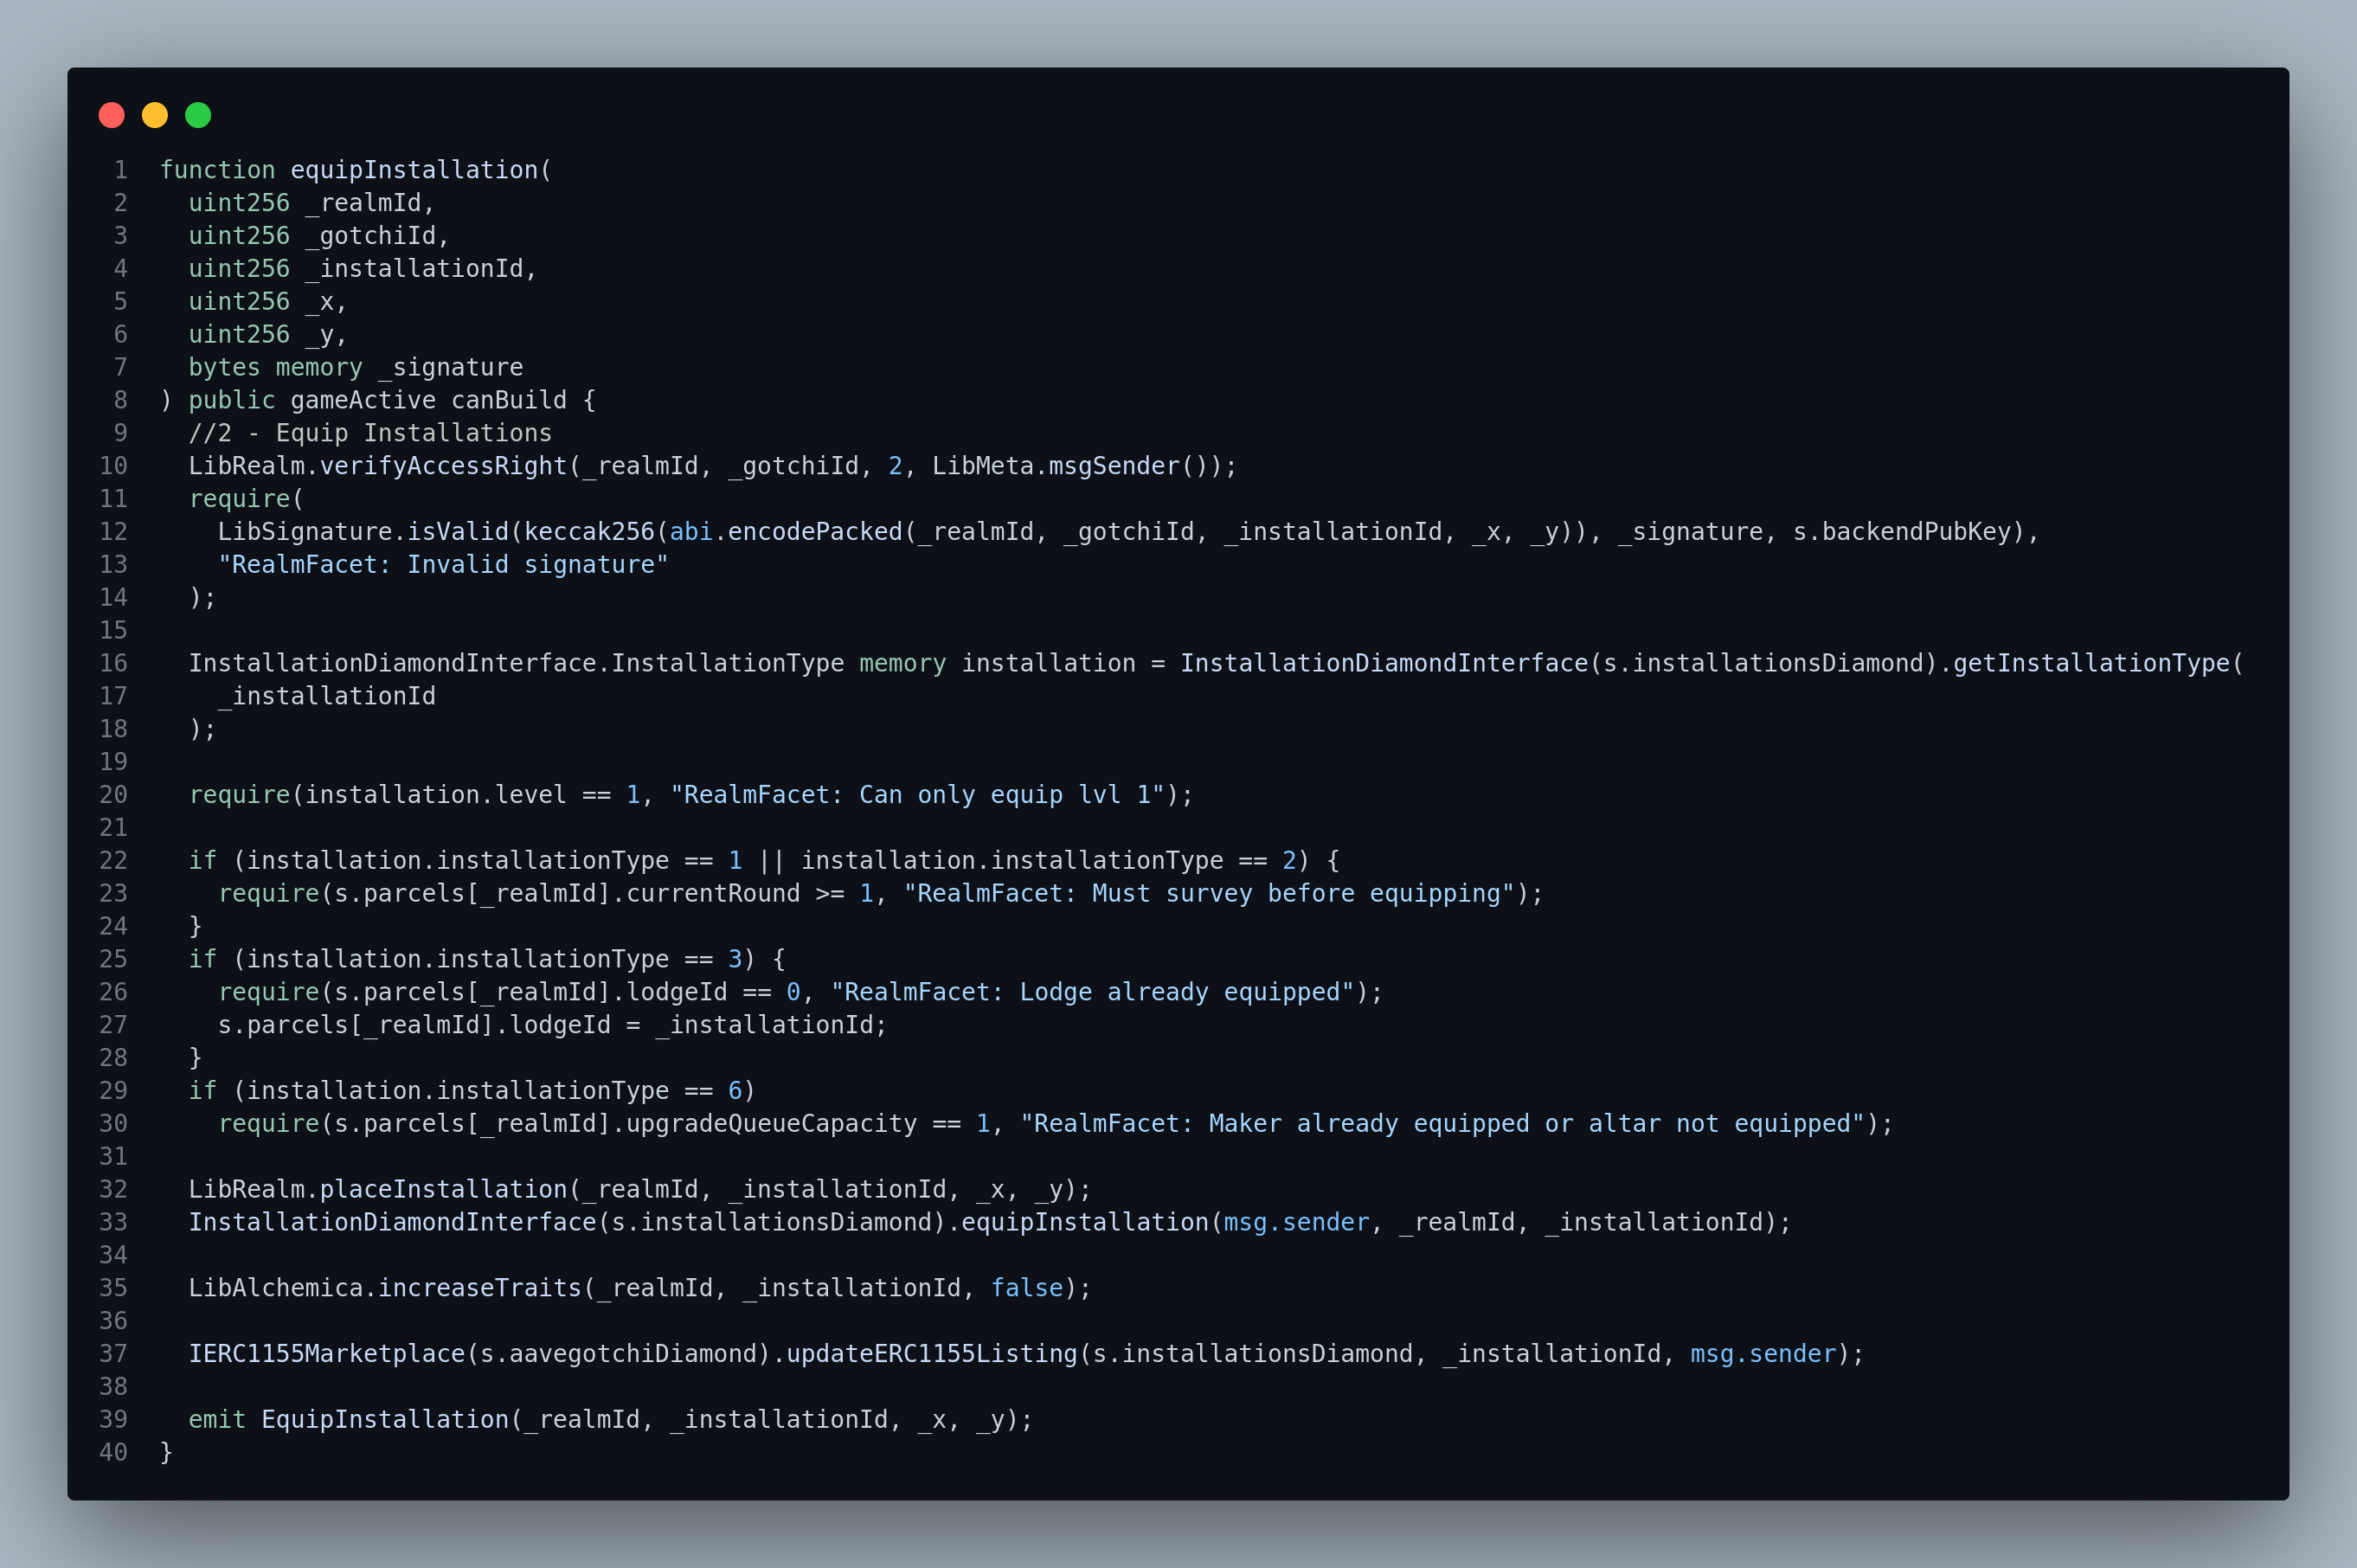 1 function equipInstallation(
2   uint256 _realmId,
3   uint256 _gotchiId,
4   uint256 _installationId,
5   uint256 _x,
6   uint256 _y,
7   bytes memory _signature
8 ) public gameActive canBuild {
9   //2 - Equip Installations
10   LibRealm.verifyAccessRight(_realmId, _gotchiId, 2, LibMeta.msgSender());
11   require(
12     LibSignature.isValid(keccak256(abi.encodePacked(_realmId, _gotchiId, _installationId, _x, _y)), _signature, s.backendPubKey),
13     "RealmFacet: Invalid signature"
14   );
15
16   InstallationDiamondInterface.InstallationType memory installation = InstallationDiamondInterface(s.installationsDiamond).getInstallationType(
17     _installationId
18   );
19
20   require(installation.level == 1, "RealmFacet: Can only equip lvl 1");
21
22   if (installation.installationType == 1 || installation.installationType == 2) {
23     require(s.parcels[_realmId].currentRound >= 1, "RealmFacet: Must survey before equipping");
24   }
25   if (installation.installationType == 3) {
26     require(s.parcels[_realmId].lodgeId == 0, "RealmFacet: Lodge already equipped");
27     s.parcels[_realmId].lodgeId = _installationId;
28   }
29   if (installation.installationType == 6)
30     require(s.parcels[_realmId].upgradeQueueCapacity == 1, "RealmFacet: Maker already equipped or altar not equipped");
31
32   LibRealm.placeInstallation(_realmId, _installationId, _x, _y);
33   InstallationDiamondInterface(s.installationsDiamond).equipInstallation(msg.sender, _realmId, _installationId);
34
35   LibAlchemica.increaseTraits(_realmId, _installationId, false);
36
37   IERC1155Marketplace(s.aavegotchiDiamond).updateERC1155Listing(s.installationsDiamond, _installationId, msg.sender);
38
39   emit EquipInstallation(_realmId, _installationId, _x, _y);
40 }